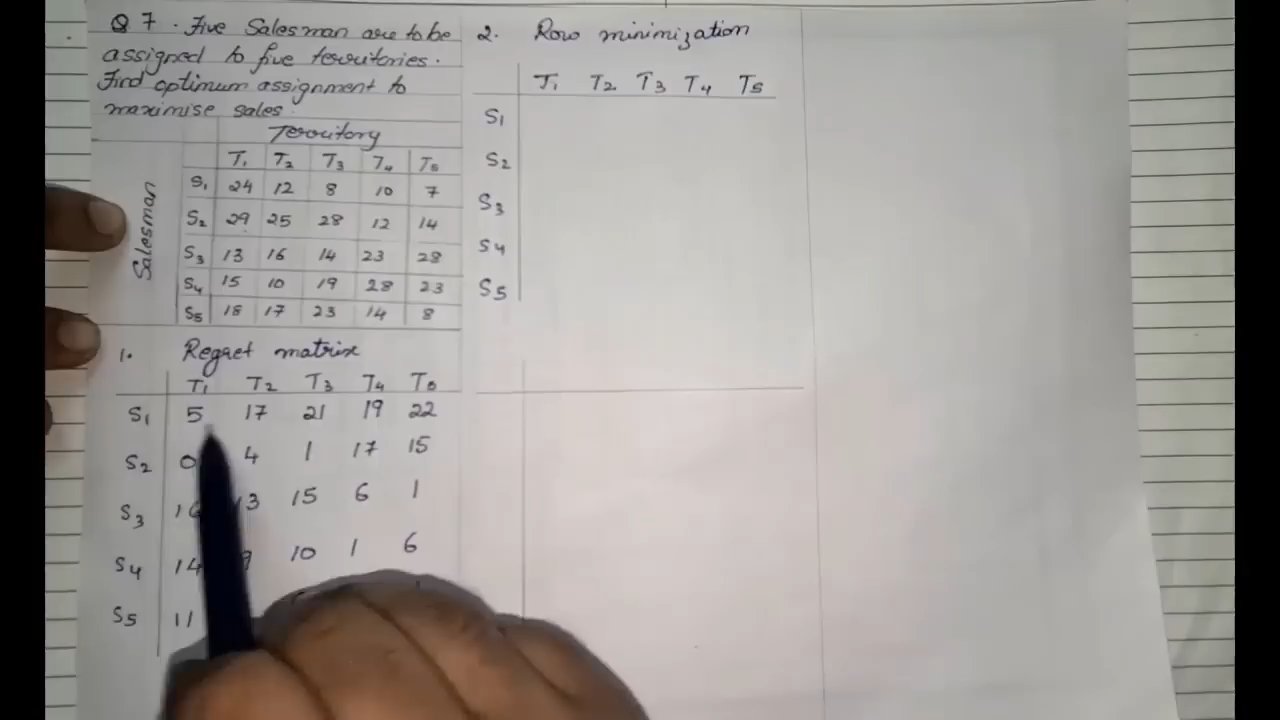 Q 7. Five Salesman are to be
assigned to five territories.
Find optimum assignment to
maximise sales.
Territory
Salesman
T1 T2 T3 T4 T5
S1 24 12 8 10 7
S2 29 25 28 12 14
S3 13 16 14 23 28
S4 15 10 19 28 23
S5 18 17 23 14 8
1. Regret matrix
T1 T2 T3 T4 T5
S1 5 17 21 19 22
S2 0 4 1 17 15
S3 16 13 15 6 1
S4 14 9 10 1 6
S5 11
2. Row minimization
T1 T2 T3 T4 T5
S1
S2
S3
S4
S5